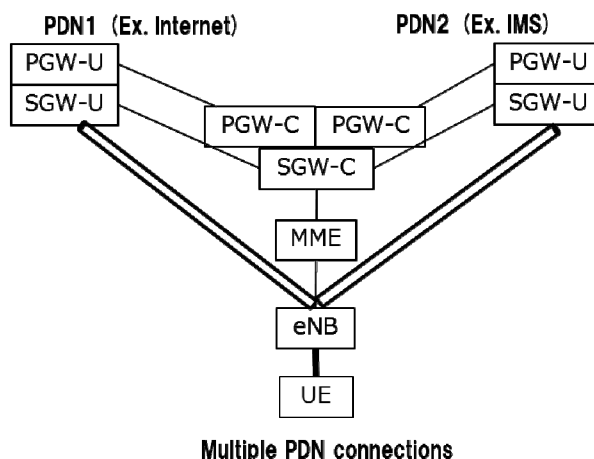 PDN1 (Ex. Internet)
PDN2 (Ex. IMS)
PGW-U
PGW-U
SGW-U
SGW-U
PGW-C
PGW-C
SGW-C
MME
eNB
UE
Multiple PDN connections